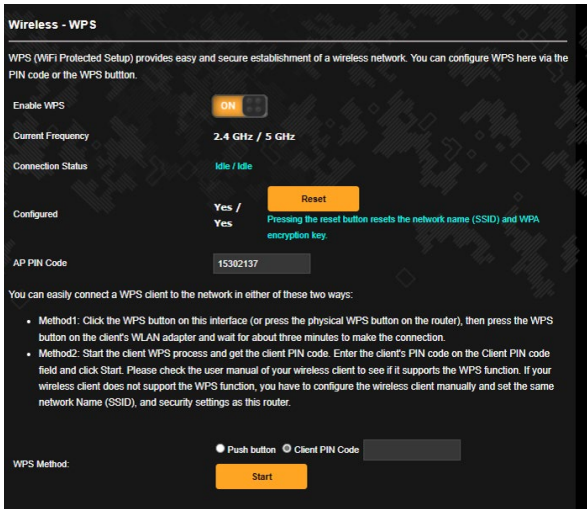 Wireless - WPS
WPS (WiFi Protected Setup) provides easy and secure establishment of a wireless network. You can configure WPS here via the
PIN code or the WPS buttton.
Enable WPS
ON
Current Frequency
2.4 GHz / 5 GHz
Connection Status
Idle / Idle
Configured
Yes /
Yes
Reset
Pressing the reset button resets the network name (SSID) and WPA
encryption key.
AP PIN Code
15302137
You can easily connect a WPS client to the network in either of these two ways:
• Method1: Click the WPS button on this interface (or press the physical WPS button on the router), then press the WPS
button on the client's WLAN adapter and wait for about three minutes to make the connection.
• Method2: Start the client WPS process and get the client PIN code. Enter the client's PIN code on the Client PIN code
field and click Start. Please check the user manual of your wireless client to see if it supports the WPS function. If your
wireless client does not support the WPS function, you have to configure the wireless client manually and set the same
network Name (SSID), and security settings as this router.
WPS Method:
Push button Client PIN Code
Start